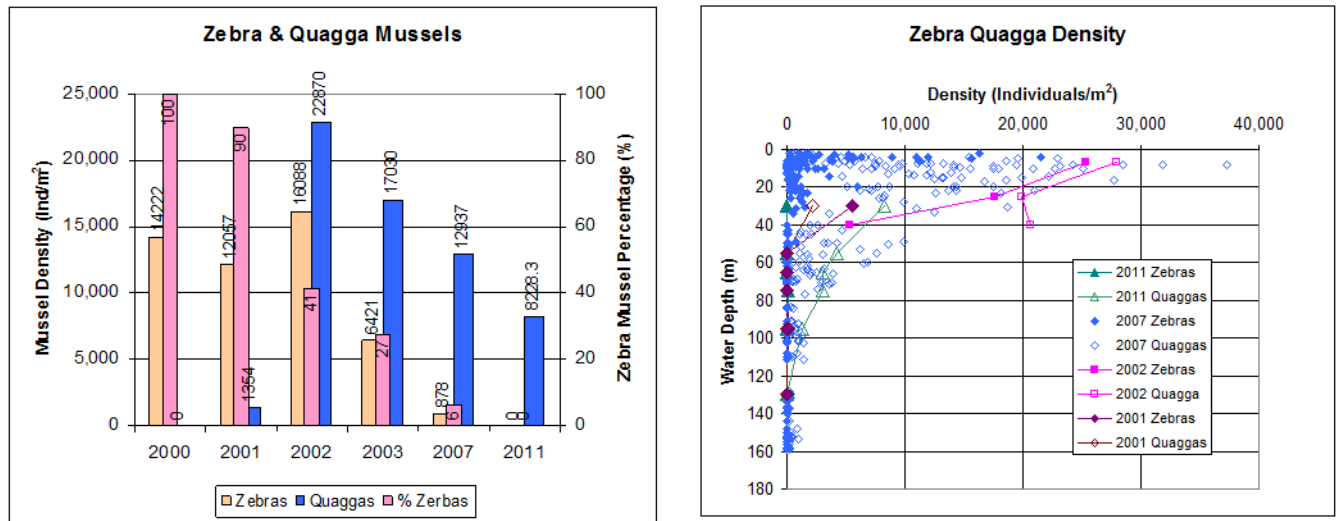 Zebra & Quagga Mussels
Mussel Density (Ind/m²)
Zebra Mussel Percentage (%)
25,000
20,000
15,000
10,000
5,000
0
100
80
60
40
20
0
14222
100
0
12057
90
1354
16088
41
22870
6421
27
17030
878
6
12937
0
0
8228.3
2000 2001 2002 2003 2007 2011
Zebras Quaggas % Zerbas
Zebra Quagga Density
Density (Individuals/m²)
0 10,000 20,000 30,000 40,000
Water Depth (m)
0
20
40
60
80
100
120
140
160
180
2011 Zebras
2011 Quaggas
2007 Zebras
2007 Quaggas
2002 Zebras
2002 Quagga
2001 Zebras
2001 Quaggas